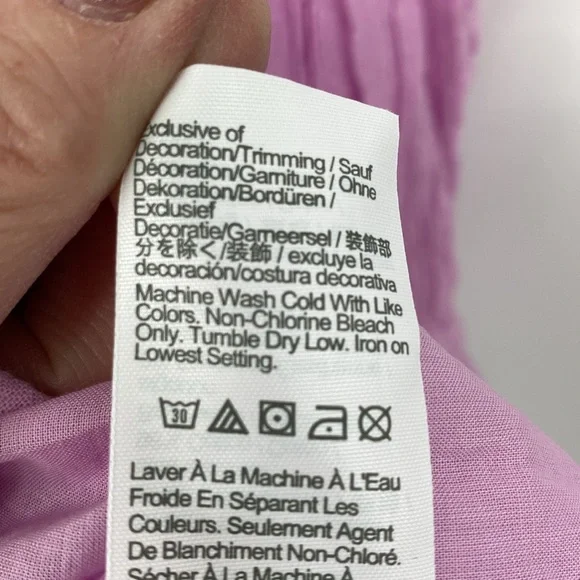 Exclusive of
Decoration/Trimming / Sauf
Décoration/Garniture / Ohne
Dekoration/Bordüren /
Exclusief
Decoratie/Garneersel / 装飾部
分を除く/装飾 / excluye la
decoración/costura decorativa
Machine Wash Cold With Like
Colors. Non-Chlorine Bleach
Only. Tumble Dry Low. Iron on
Lowest Setting.
30
Laver À La Machine À L'Eau
Froide En Séparant Les
Couleurs. Seulement Agent
De Blanchiment Non-Chloré.
Sécher À La Machine À